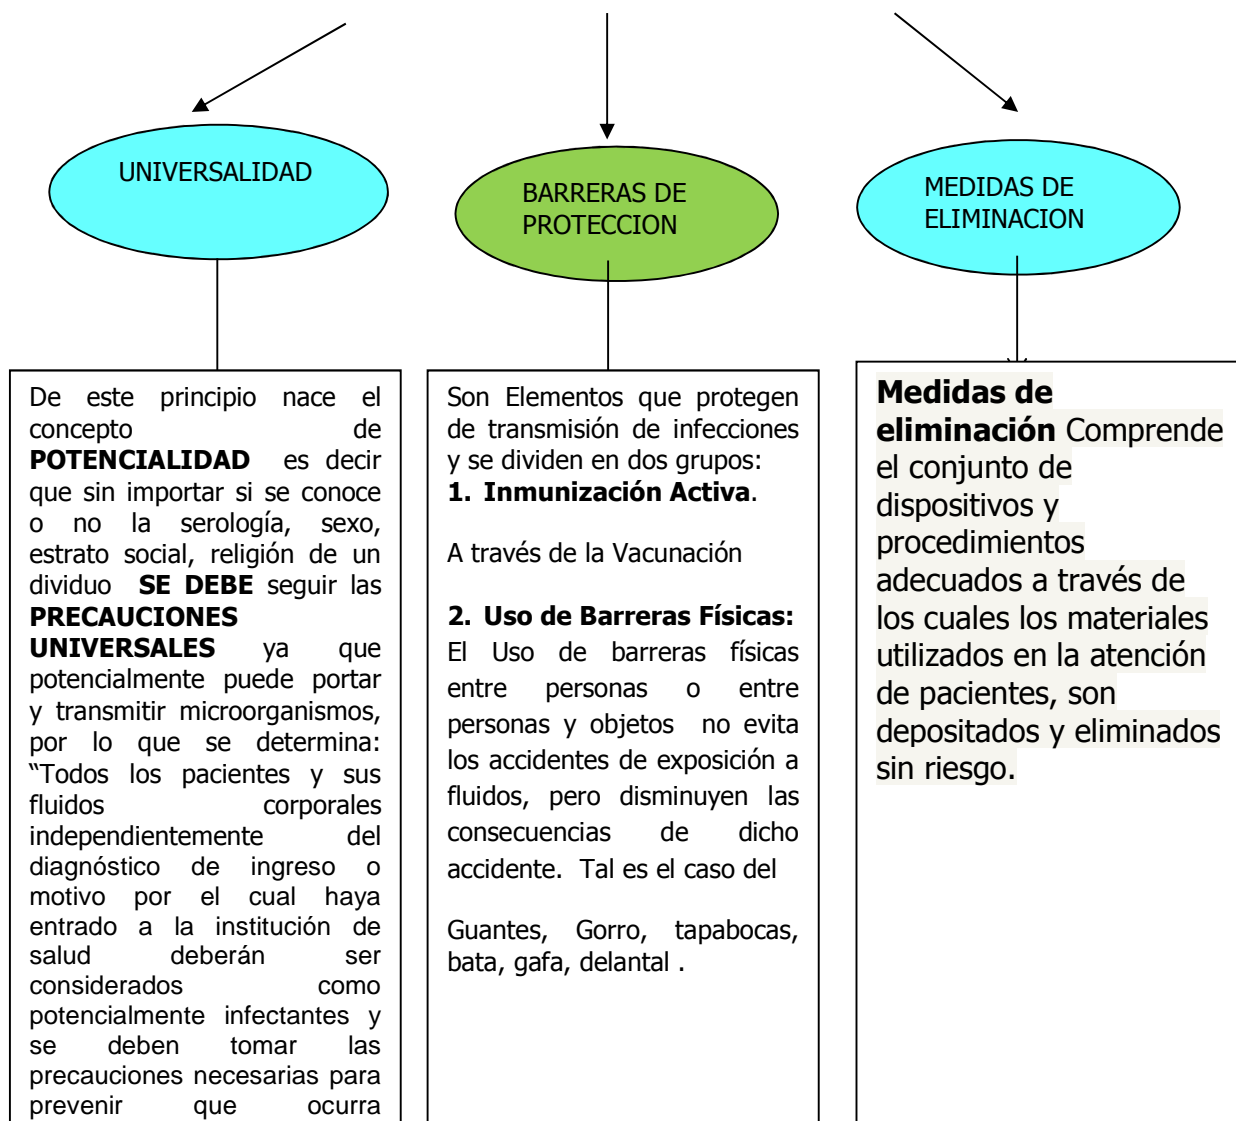 UNIVERSALIDAD
BARRERAS DE
PROTECCION
MEDIDAS DE
ELIMINACION
De este principio nace el
concepto de
POTENCIALIDAD es decir
que sin importar si se conoce
o no la serología, sexo,
estrato social, religión de un
dividuo SE DEBE seguir las
PRECAUCIONES
UNIVERSALES ya que
potencialmente puede portar
y transmitir microorganismos,
por lo que se determina:
“Todos los pacientes y sus
fluidos corporales
independientemente del
diagnóstico de ingreso o
motivo por el cual haya
entrado a la institución de
salud deberán ser
considerados como
potencialmente infectantes y
se deben tomar las
precauciones necesarias para
prevenir que ocurra
Son Elementos que protegen
de transmisión de infecciones
y se dividen en dos grupos:
1. Inmunización Activa.
A través de la Vacunación
2. Uso de Barreras Físicas:
El Uso de barreras físicas
entre personas o entre
personas y objetos no evita
los accidentes de exposición a
fluidos, pero disminuyen las
consecuencias de dicho
accidente. Tal es el caso del
Guantes, Gorro, tapabocas,
bata, gafa, delantal .
Medidas de
eliminación Comprende
el conjunto de
dispositivos y
procedimientos
adecuados a través de
los cuales los materiales
utilizados en la atención
de pacientes, son
depositados y eliminados
sin riesgo.